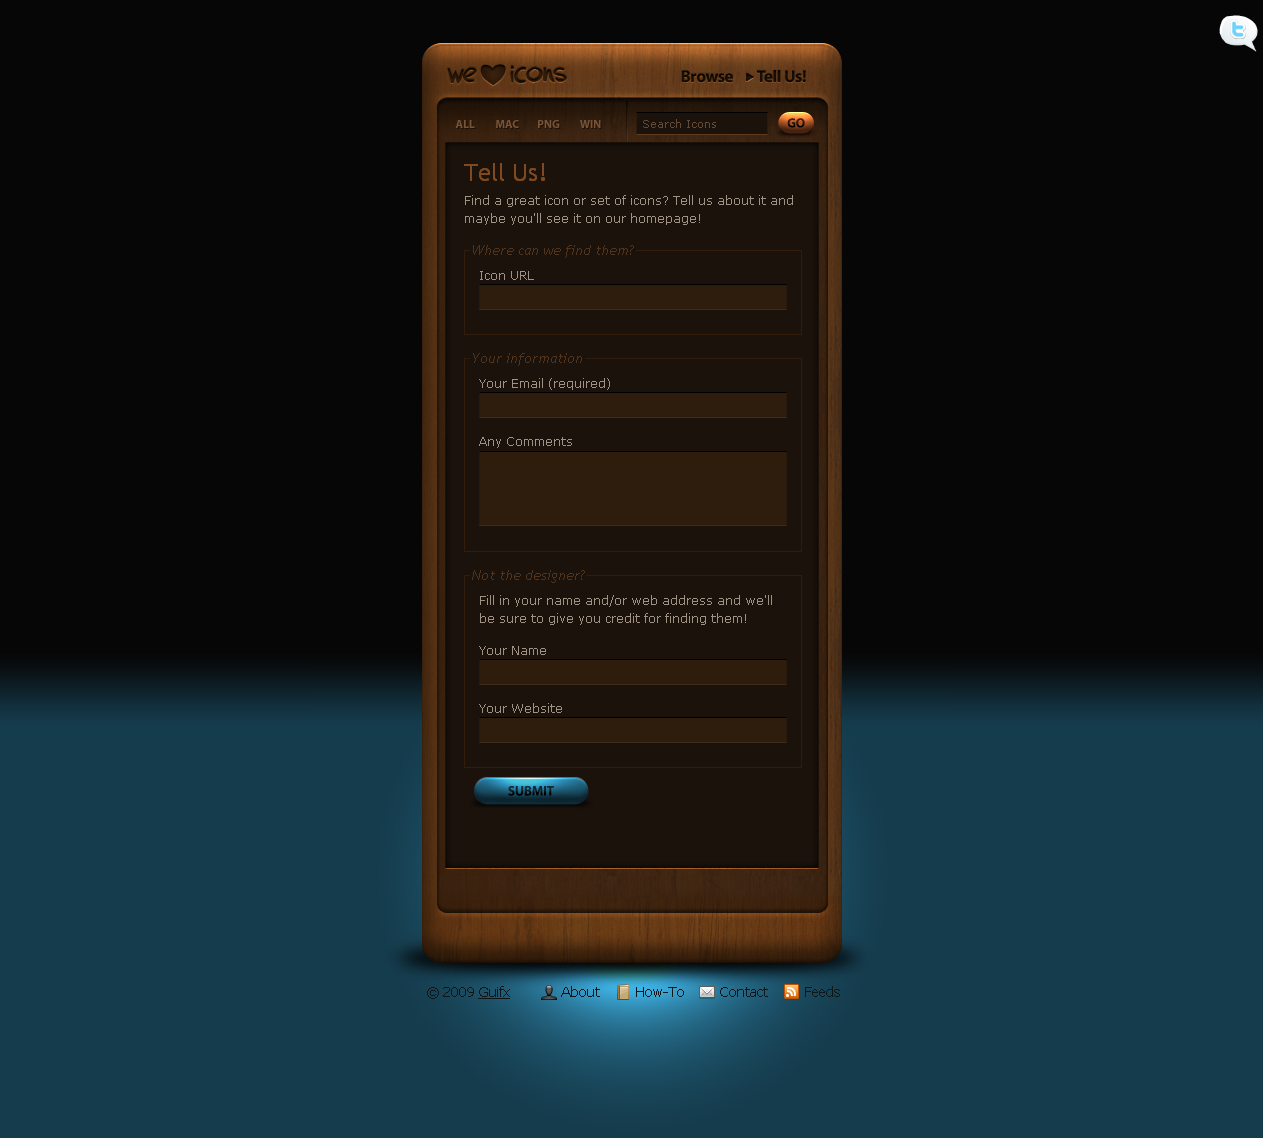 we ♥ icons
Browse Tell Us!
ALL MAC PNG WIN Search Icons GO
Tell Us!
Find a great icon or set of icons? Tell us about it and
maybe you'll see it on our homepage!
Where can we find them?
Icon URL
Your information
Your Email (required)
Any Comments
Not the designer?
Fill in your name and/or web address and we'll
be sure to give you credit for finding them!
Your Name
Your Website
SUBMIT
© 2009 Guifx About How-To Contact Feeds